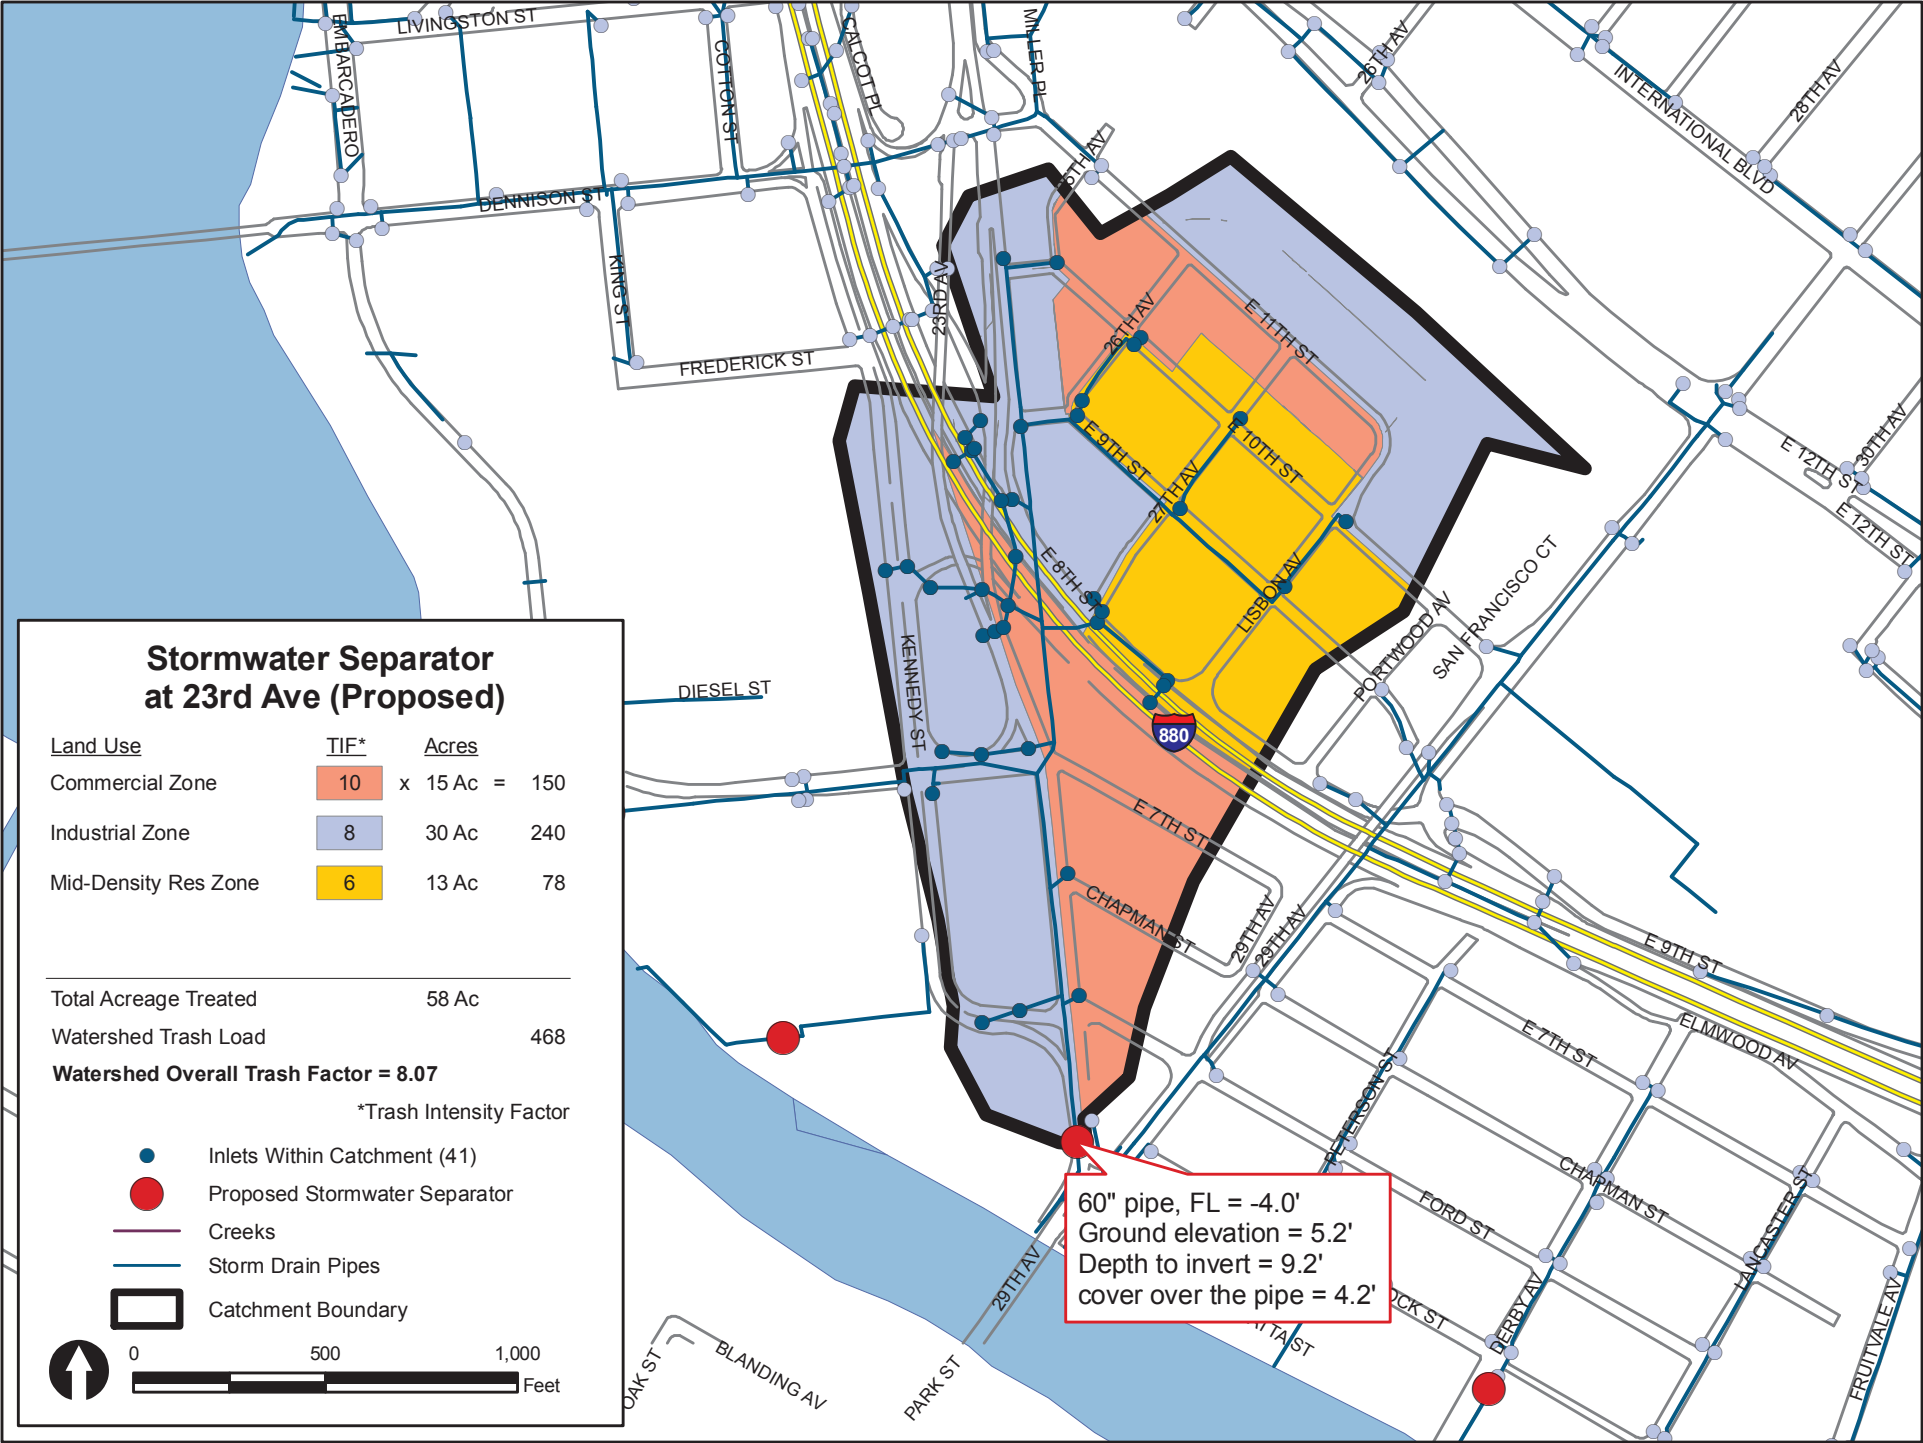 LIVINGSTON ST
EMBARCADERO
COTTON ST
CALCOT PL
MILLER PL
26TH AV
INTERNATIONAL BLVD
28TH AV
DENNISON ST
KING ST
23RD AV
FREDERICK ST
26TH AV
E 11TH ST
E 9TH ST
E 10TH ST
27TH AV
E 8TH ST
LISBON AV
PORTWOOD AV
SAN FRANCISCO CT
E 12TH ST
30TH AV
E 12TH ST
KENNEDY ST
DIESEL ST
880
E 7TH ST
CHAPMAN ST
29TH AV
29TH AV
E 9TH ST
ELMWOOD AV
E 7TH ST
PETERSON ST
CHAPMAN ST
FORD ST
LANCASTER ST
DERBY AV
FRUITVALE AV
OCK ST
TTA ST
29TH AV
PARK ST
BLANDING AV
OAK ST
Stormwater Separator
at 23rd Ave (Proposed)
Land Use TIF* Acres
Commercial Zone 10 x 15 Ac = 150
Industrial Zone 8 30 Ac 240
Mid-Density Res Zone 6 13 Ac 78
Total Acreage Treated 58 Ac
Watershed Trash Load 468
Watershed Overall Trash Factor = 8.07
*Trash Intensity Factor
Inlets Within Catchment (41)
Proposed Stormwater Separator
Creeks
Storm Drain Pipes
Catchment Boundary
0 500 1,000
Feet
60" pipe, FL = -4.0'
Ground elevation = 5.2'
Depth to invert = 9.2'
cover over the pipe = 4.2'